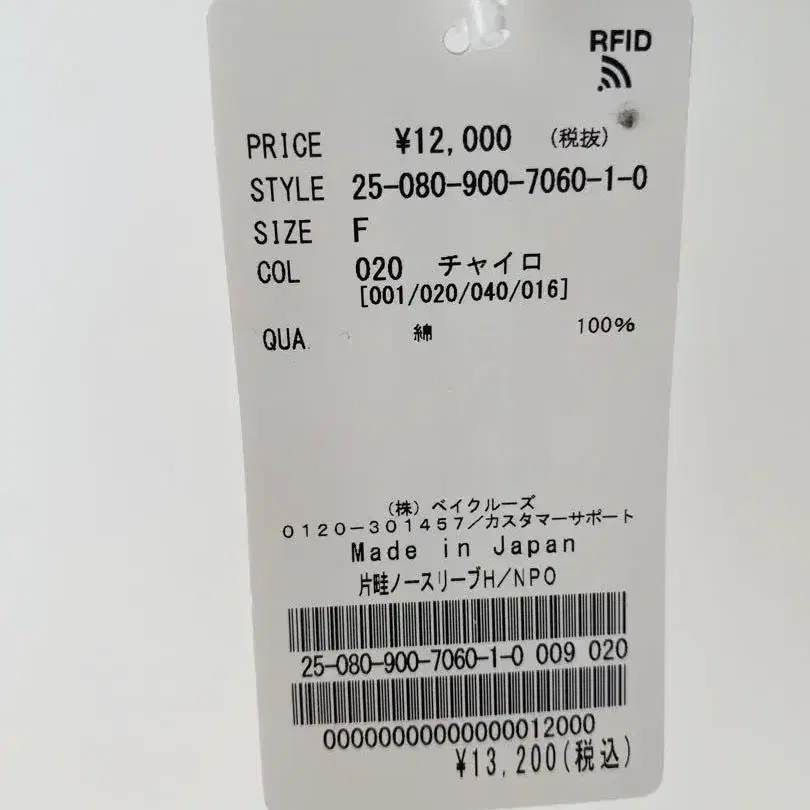 RFID
PRICE ¥12,000 (税抜)
STYLE 25-080-900-7060-1-0
SIZE F
COL 020 チャイロ
[001/020/040/016]
QUA 綿 100%
(株) ベイクルーズ
0120-301457/カスタマーサポート
Made in Japan
片畦ノースリーブH/NPO
25-080-900-7060-1-0 009 020
00000000000000012000
¥13,200(税込)